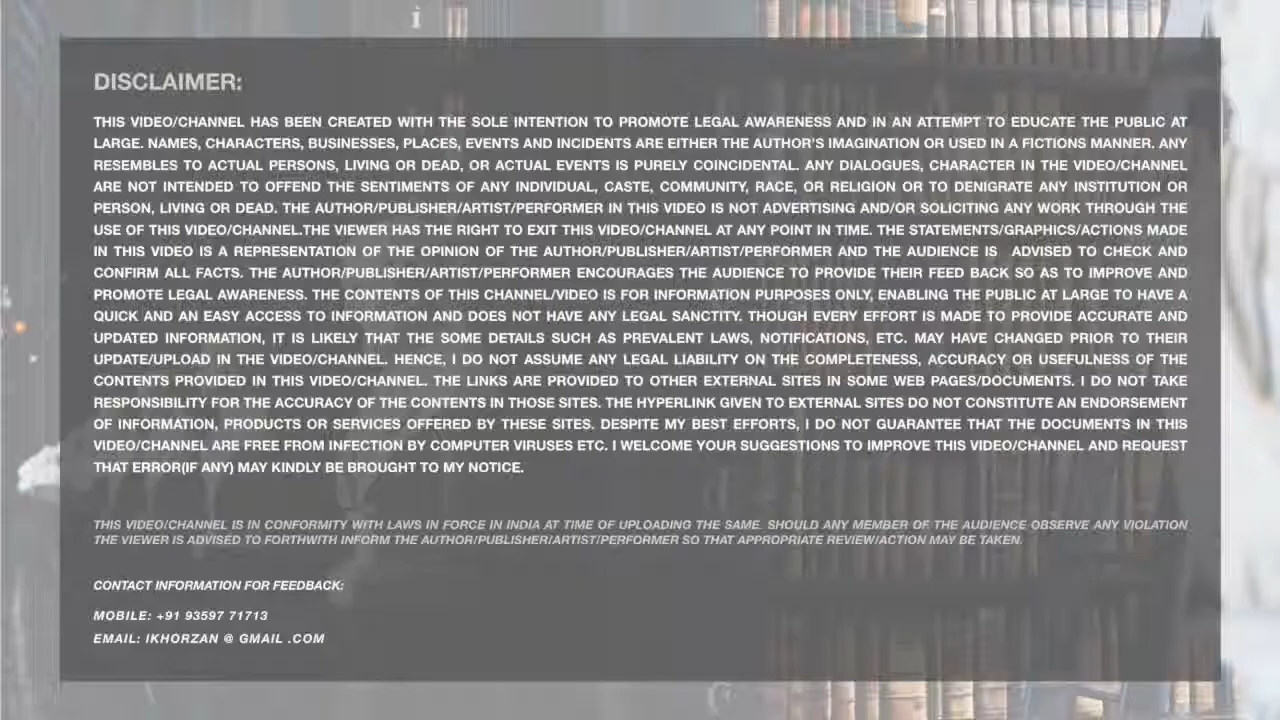 i
DISCLAIMER:
THIS VIDEO/CHANNEL HAS BEEN CREATED WITH THE SOLE INTENTION TO PROMOTE LEGAL AWARENESS AND IN AN ATTEMPT TO EDUCATE THE PUBLIC AT
LARGE. NAMES, CHARACTERS, BUSINESSES, PLACES, EVENTS AND INCIDENTS ARE EITHER THE AUTHOR'S IMAGINATION OR USED IN A FICTIONS MANNER. ANY
RESEMBLES TO ACTUAL PERSONS, LIVING OR DEAD, OR ACTUAL EVENTS IS PURELY COINCIDENTAL. ANY DIALOGUES, CHARACTER IN THE VIDEO/CHANNEL
ARE NOT INTENDED TO OFFEND THE SENTIMENTS OF ANY INDIVIDUAL, CASTE, COMMUNITY, RACE, OR RELIGION OR TO DENIGRATE ANY INSTITUTION OR
PERSON, LIVING OR DEAD. THE AUTHOR/PUBLISHER/ARTIST/PERFORMER IN THIS VIDEO IS NOT ADVERTISING AND/OR SOLICITING ANY WORK THROUGH THE
USE OF THIS VIDEO/CHANNEL.THE VIEWER HAS THE RIGHT TO EXIT THIS VIDEO/CHANNEL AT ANY POINT IN TIME. THE STATEMENTS/GRAPHICS/ACTIONS MADE
IN THIS VIDEO IS A REPRESENTATION OF THE OPINION OF THE AUTHOR/PUBLISHER/ARTIST/PERFORMER AND THE AUDIENCE IS ADVISED TO CHECK AND
CONFIRM ALL FACTS. THE AUTHOR/PUBLISHER/ARTIST/PERFORMER ENCOURAGES THE AUDIENCE TO PROVIDE THEIR FEED BACK SO AS TO IMPROVE AND
PROMOTE LEGAL AWARENESS. THE CONTENTS OF THIS CHANNEL/VIDEO IS FOR INFORMATION PURPOSES ONLY, ENABLING THE PUBLIC AT LARGE TO HAVE A
QUICK AND AN EASY ACCESS TO INFORMATION AND DOES NOT HAVE ANY LEGAL SANCTITY. THOUGH EVERY EFFORT IS MADE TO PROVIDE ACCURATE AND
UPDATED INFORMATION, IT IS LIKELY THAT THE SOME DETAILS SUCH AS PREVALENT LAWS, NOTIFICATIONS, ETC. MAY HAVE CHANGED PRIOR TO THEIR
UPDATE/UPLOAD IN THE VIDEO/CHANNEL. HENCE, I DO NOT ASSUME ANY LEGAL LIABILITY ON THE COMPLETENESS, ACCURACY OR USEFULNESS OF THE
CONTENTS PROVIDED IN THIS VIDEO/CHANNEL. THE LINKS ARE PROVIDED TO OTHER EXTERNAL SITES IN SOME WEB PAGES/DOCUMENTS. I DO NOT TAKE
RESPONSIBILITY FOR THE ACCURACY OF THE CONTENTS IN THOSE SITES. THE HYPERLINK GIVEN TO EXTERNAL SITES DO NOT CONSTITUTE AN ENDORSEMENT
OF INFORMATION, PRODUCTS OR SERVICES OFFERED BY THESE SITES. DESPITE MY BEST EFFORTS, I DO NOT GUARANTEE THAT THE DOCUMENTS IN THIS
VIDEO/CHANNEL ARE FREE FROM INFECTION BY COMPUTER VIRUSES ETC. I WELCOME YOUR SUGGESTIONS TO IMPROVE THIS VIDEO/CHANNEL AND REQUEST
THAT ERROR(IF ANY) MAY KINDLY BE BROUGHT TO MY NOTICE.
THIS VIDEO/CHANNEL IS IN CONFORMITY WITH LAWS IN FORCE IN INDIA AT TIME OF UPLOADING THE SAME. SHOULD ANY MEMBER OF THE AUDIENCE OBSERVE ANY VIOLATION
THE VIEWER IS ADVISED TO FORTHWITH INFORM THE AUTHOR/PUBLISHER/ARTIST/PERFORMER SO THAT APPROPRIATE REVIEW/ACTION MAY BE TAKEN.
CONTACT INFORMATION FOR FEEDBACK:
MOBILE: +91 93597 71713
EMAIL: IKHORZAN @ GMAIL .COM